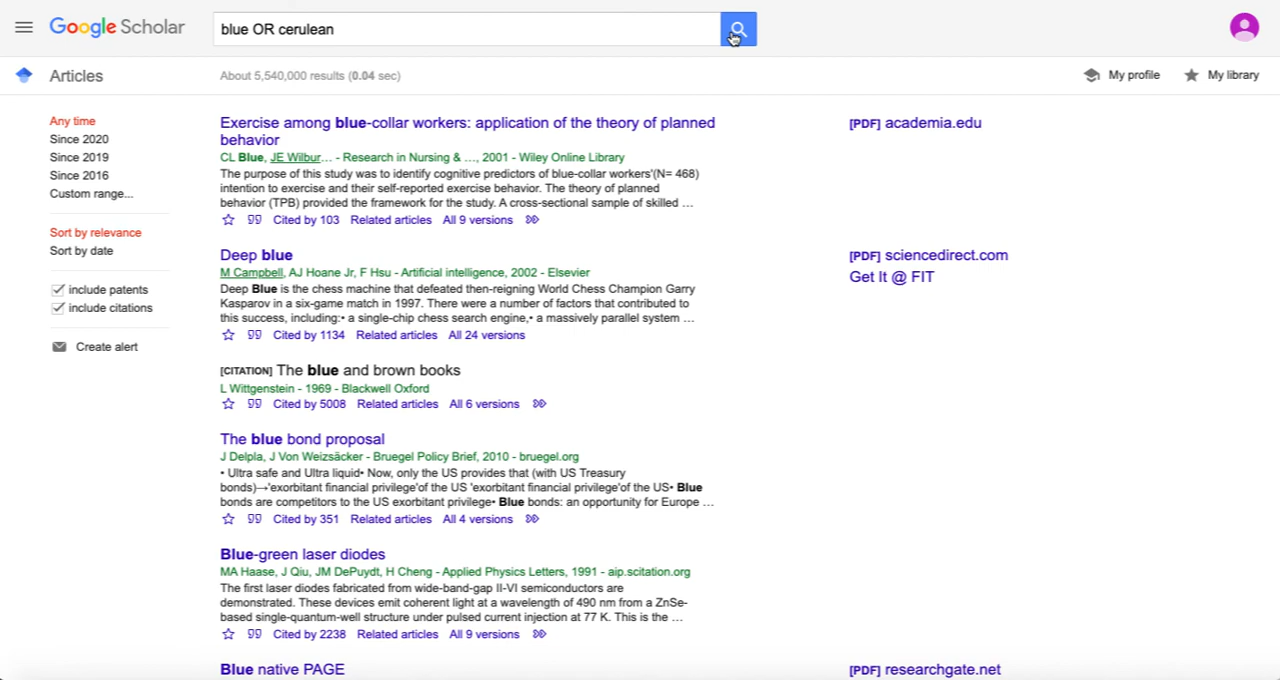 Google Scholar
blue OR cerulean
Articles
About 5,540,000 results (0.04 sec)
My profile
My library
Any time
Since 2020
Since 2019
Since 2016
Custom range...
Sort by relevance
Sort by date
include patents
include citations
Create alert
Exercise among blue-collar workers: application of the theory of planned
behavior
CL Blue, JE Wilbur… - Research in Nursing & …, 2001 - Wiley Online Library
The purpose of this study was to identify cognitive predictors of blue-collar workers'(N= 468)
intention to exercise and their self-reported exercise behavior. The theory of planned
behavior (TPB) provided the framework for the study. A cross-sectional sample of skilled …
Cited by 103 Related articles All 9 versions
[PDF] academia.edu
Deep blue
M Campbell, AJ Hoane Jr, F Hsu - Artificial intelligence, 2002 - Elsevier
Deep Blue is the chess machine that defeated then-reigning World Chess Champion Garry
Kasparov in a six-game match in 1997. There were a number of factors that contributed to
this success, including:• a single-chip chess search engine,• a massively parallel system …
Cited by 1134 Related articles All 24 versions
[PDF] sciencedirect.com
Get It @ FIT
[CITATION] The blue and brown books
L Wittgenstein - 1969 - Blackwell Oxford
Cited by 5008 Related articles All 6 versions
The blue bond proposal
J Delpla, J Von Weizsäcker - Bruegel Policy Brief, 2010 - bruegel.org
• Ultra safe and Ultra liquid• Now, only the US provides that (with US Treasury
bonds)→'exorbitant financial privilege'of the US 'exorbitant financial privilege'of the US• Blue
bonds are competitors to the US exorbitant privilege• Blue bonds: an opportunity for Europe …
Cited by 351 Related articles All 4 versions
Blue-green laser diodes
MA Haase, J Qiu, JM DePuydt, H Cheng - Applied Physics Letters, 1991 - aip.scitation.org
The first laser diodes fabricated from wide-band-gap II-VI semiconductors are
demonstrated. These devices emit coherent light at a wavelength of 490 nm from a ZnSe-
based single-quantum-well structure under pulsed current injection at 77 K. This is the …
Cited by 2238 Related articles All 9 versions
Blue native PAGE
[PDF] researchgate.net